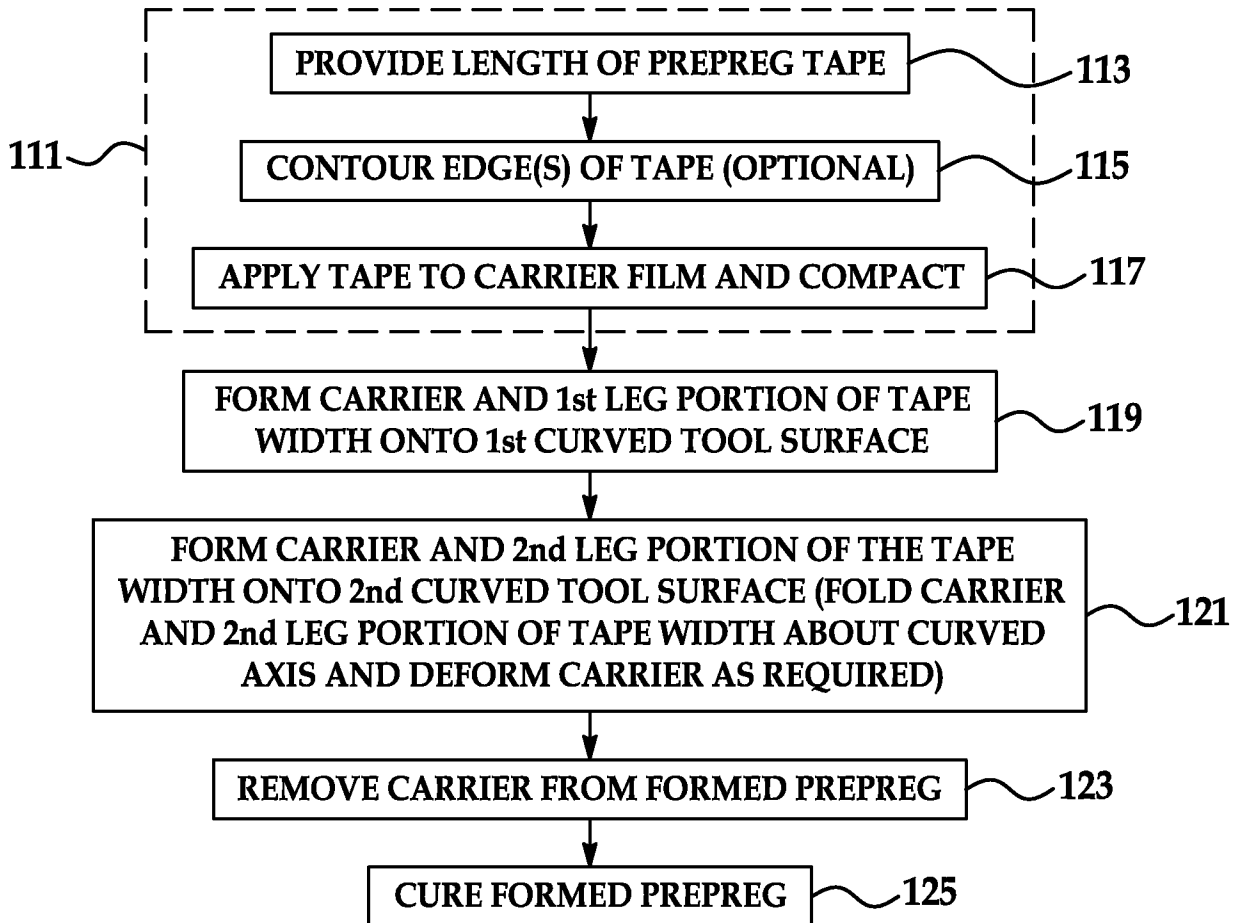 PROVIDE LENGTH OF PREPREG TAPE
113
111
CONTOUR EDGE(S) OF TAPE (OPTIONAL)
115
APPLY TAPE TO CARRIER FILM AND COMPACT
117
FORM CARRIER AND 1st LEG PORTION OF TAPE
WIDTH ONTO 1st CURVED TOOL SURFACE
119
FORM CARRIER AND 2nd LEG PORTION OF THE TAPE
WIDTH ONTO 2nd CURVED TOOL SURFACE (FOLD CARRIER
AND 2nd LEG PORTION OF TAPE WIDTH ABOUT CURVED
AXIS AND DEFORM CARRIER AS REQUIRED)
121
REMOVE CARRIER FROM FORMED PREPREG
123
CURE FORMED PREPREG
125